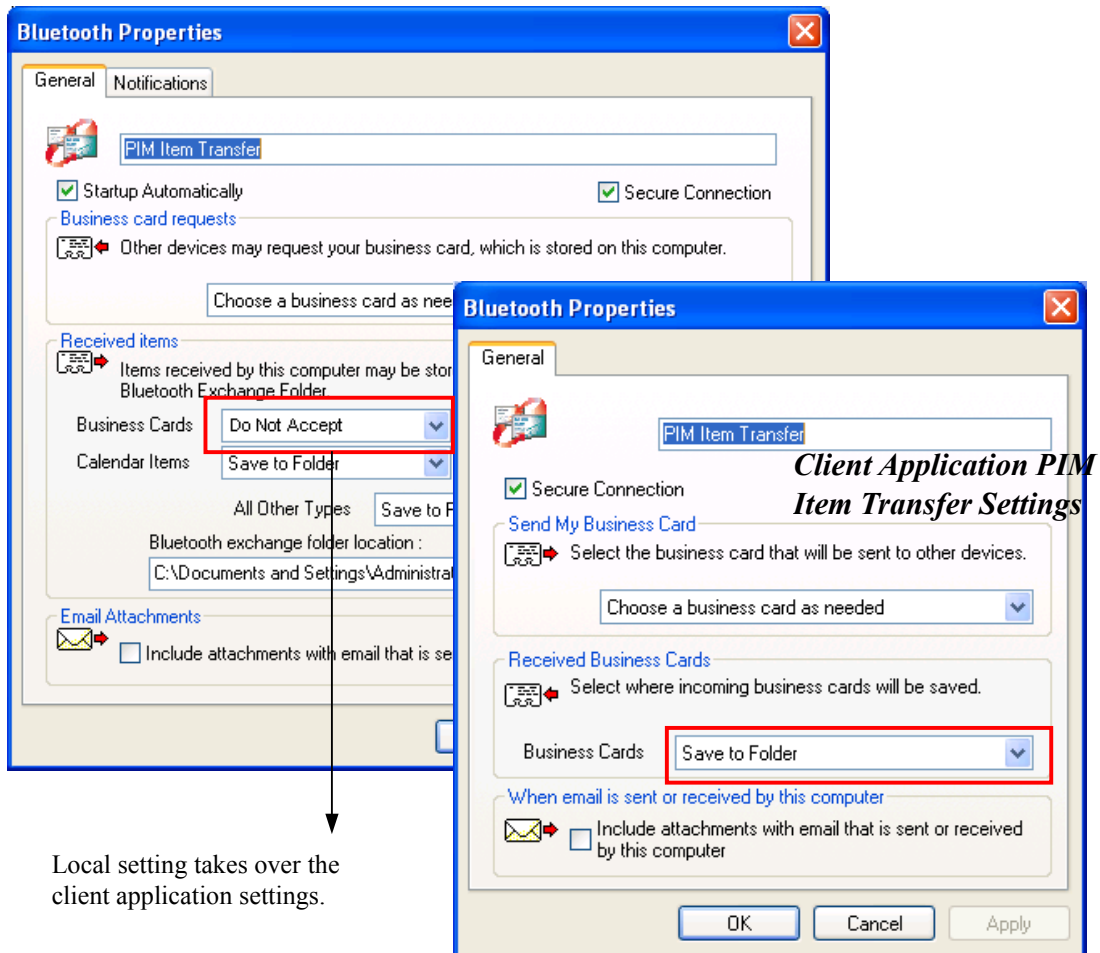 Bluetooth Properties
General Notifications
PIM Item Transfer
Startup Automatically Secure Connection
Business card requests
Other devices may request your business card, which is stored on this computer.
Choose a business card as nee
Received items
Items received by this computer may be stor
Bluetooth Exchange Folder.
Business Cards Do Not Accept
Calendar Items Save to Folder
All Other Types Save to F
Bluetooth exchange folder location :
C:\Documents and Settings\Administrat
Email Attachments
Include attachments with email that is se
Bluetooth Properties
General
PIM Item Transfer
Client Application PIM
Item Transfer Settings
Secure Connection
Send My Business Card
Select the business card that will be sent to other devices.
Choose a business card as needed
Received Business Cards
Select where incoming business cards will be saved.
Business Cards Save to Folder
When email is sent or received by this computer
Include attachments with email that is sent or received
by this computer
OK Cancel Apply
Local setting takes over the
client application settings.